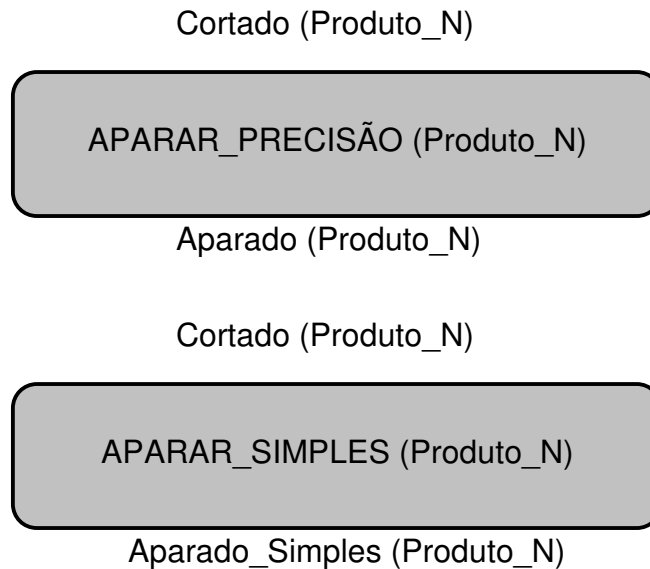 Cortado (Produto_N)
APARAR_PRECISÃO (Produto_N)
Aparado (Produto_N)
Cortado (Produto_N)
APARAR_SIMPLES (Produto_N)
Aparado_Simples (Produto_N)